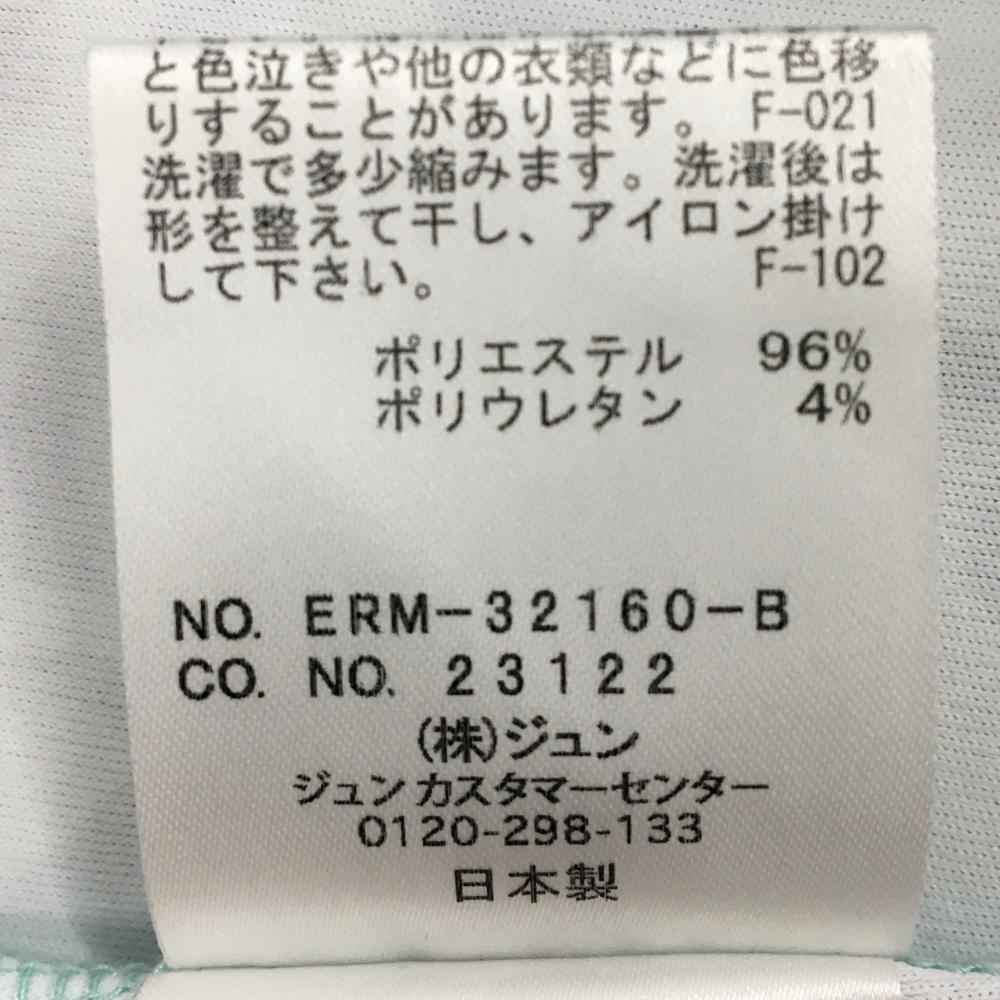 と色泣きや他の衣類などに色移
りすることがあります。 F-021
洗濯で多少縮みます。洗濯後は
形を整えて干し、アイロン掛け
して下さい。 F-102
ポリエステル 96%
ポリウレタン 4%
NO. ERM-32160-B
CO. NO. 23122
(株)ジュン
ジュンカスタマーセンター
0120-298-133
日本製